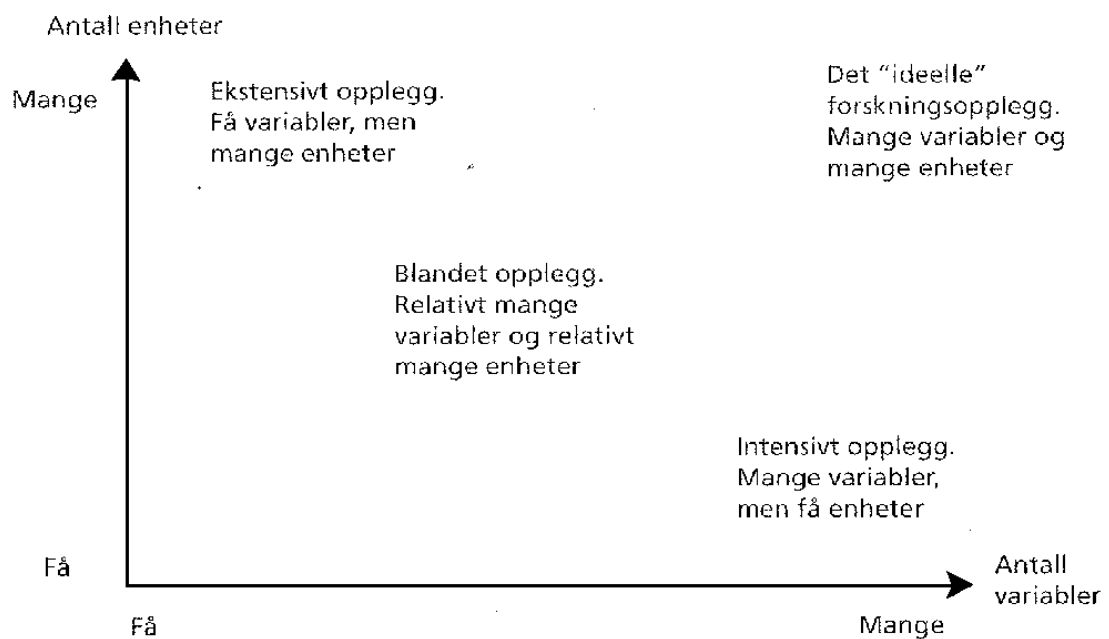 Antall enheter
Mange
Ekstensivt opplegg.
Få variabler, men
mange enheter
Det "ideelle"
forskningsopplegg.
Mange variabler og
mange enheter
Blandet opplegg.
Relativt mange
variabler og relativt
mange enheter
Intensivt opplegg.
Mange variabler,
men få enheter
Få
Antall
variabler
Få
Mange